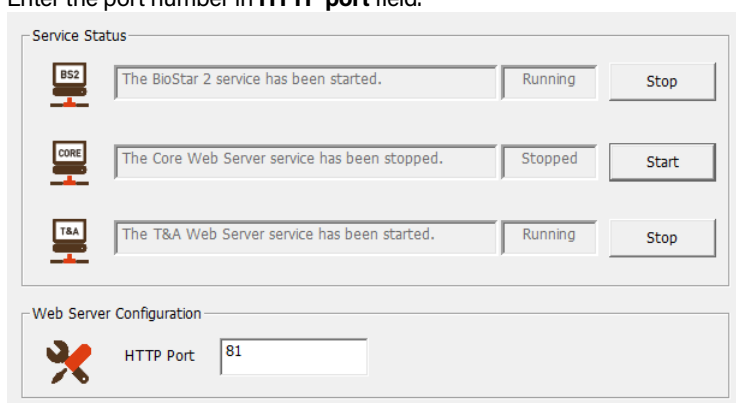 Enter the port number in HTTP port field.
Service Status
BS2 The BioStar 2 service has been started. Running Stop
CORE The Core Web Server service has been stopped. Stopped Start
T&A The T&A Web Server service has been started. Running Stop
Web Server Configuration
HTTP Port 81